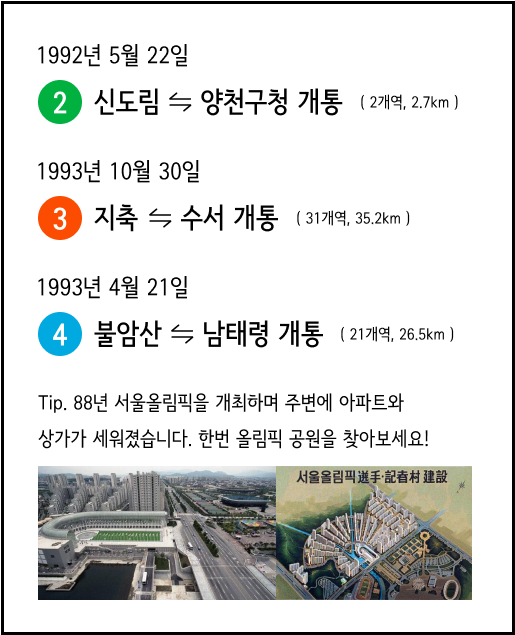 1992년 5월 22일
2 신도림 ⇋ 양천구청 개통 ( 2개역, 2.7km )
1993년 10월 30일
3 지축 ⇋ 수서 개통 ( 31개역, 35.2km )
1993년 4월 21일
4 불암산 ⇋ 남태령 개통 ( 21개역, 26.5km )
Tip. 88년 서울올림픽을 개최하며 주변에 아파트와
상가가 세워졌습니다. 한번 올림픽 공원을 찾아보세요!
서울올림픽 選手·記者村 建設